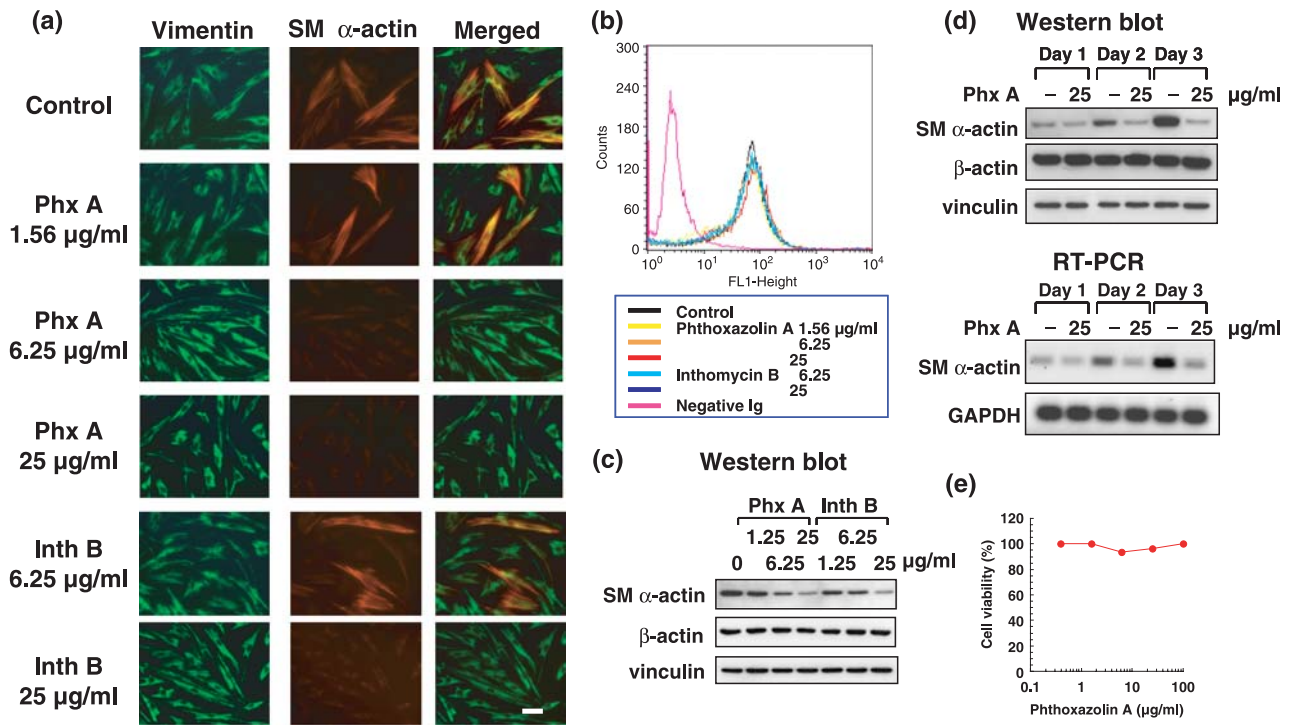 (a)
Vimentin SM α-actin Merged
Control
Phx A
1.56 μg/ml
Phx A
6.25 μg/ml
Phx A
25 μg/ml
Inth B
6.25 μg/ml
Inth B
25 μg/ml
(b)
300
240
180
120
60
0
Counts
10⁰ 10¹ 10² 10³ 10⁴
FL1-Height
Control
Phthoxazolin A 1.56 μg/ml
6.25
25
Inthomycin B 6.25
25
Negative Ig
(c) Western blot
Phx A Inth B
1.25 25 6.25
0 6.25 1.25 25 μg/ml
SM α-actin
β-actin
vinculin
(d) Western blot
Day 1 Day 2 Day 3
Phx A – 25 – 25 – 25 μg/ml
SM α-actin
β-actin
vinculin
RT-PCR
Day 1 Day 2 Day 3
Phx A – 25 – 25 – 25 μg/ml
SM α-actin
GAPDH
(e)
120
100
80
60
40
20
0
Cell viability (%)
0.1 1 10 100
Phthoxazolin A (μg/ml)